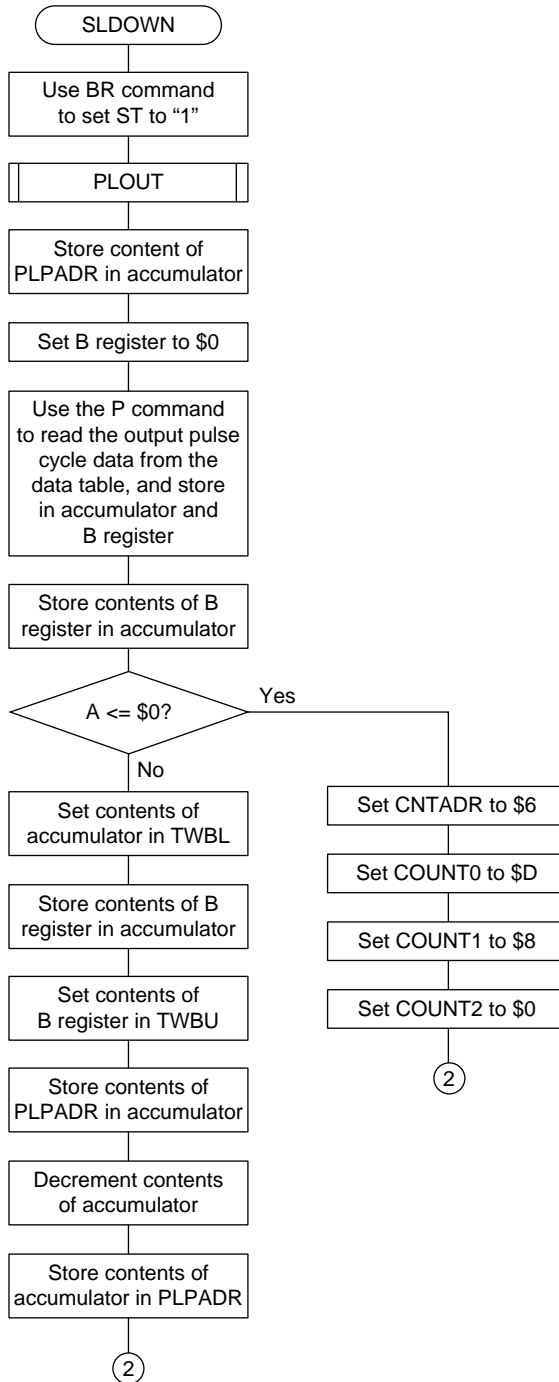 SLDOWN
Use BR command
to set ST to “1”
PLOUT
Store content of
PLPADR in accumulator
Set B register to $0
Use the P command
to read the output pulse
cycle data from the
data table, and store
in accumulator and
B register
Store contents of B
register in accumulator
A <= $0?
Yes
No
Set contents of
accumulator in TWBL
Store contents of B
register in accumulator
Set contents of
B register in TWBU
Store contents of
PLPADR in accumulator
Decrement contents
of accumulator
Store contents of
accumulator in PLPADR
2
Set CNTADR to $6
Set COUNT0 to $D
Set COUNT1 to $8
Set COUNT2 to $0
2